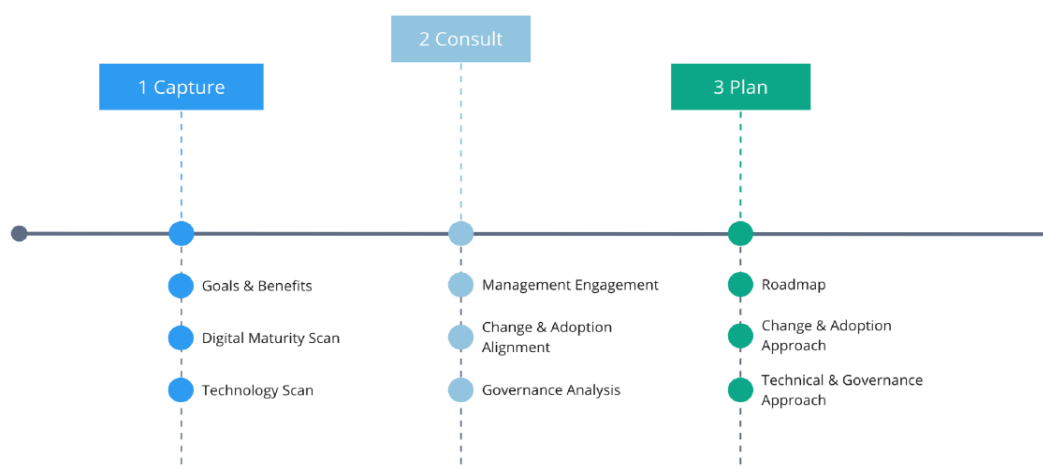 2 Consult
1 Capture
3 Plan
Goals & Benefits
Digital Maturity Scan
Technology Scan
Management Engagement
Change & Adoption
Alignment
Governance Analysis
Roadmap
Change & Adoption
Approach
Technical & Governance
Approach